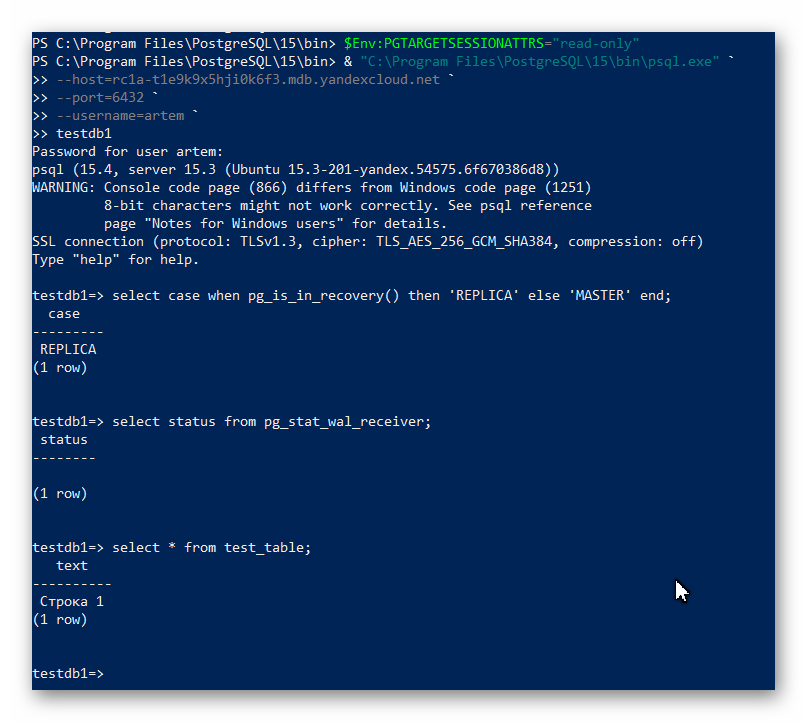 PS C:\Program Files\PostgreSQL\15\bin> $Env:PGTARGETSESSIONATTRS="read-only"
PS C:\Program Files\PostgreSQL\15\bin> & "C:\Program Files\PostgreSQL\15\bin\psql.exe" `
>> --host=rc1a-t1e9k9x5hji0k6f3.mdb.yandexcloud.net `
>> --port=6432 `
>> --username=artem `
>> testdb1
Password for user artem:
psql (15.4, server 15.3 (Ubuntu 15.3-201-yandex.54575.6f670386d8))
WARNING: Console code page (866) differs from Windows code page (1251)
         8-bit characters might not work correctly. See psql reference
         page "Notes for Windows users" for details.
SSL connection (protocol: TLSv1.3, cipher: TLS_AES_256_GCM_SHA384, compression: off)
Type "help" for help.
testdb1=> select case when pg_is_in_recovery() then 'REPLICA' else 'MASTER' end;
  case
---------
 REPLICA
(1 row)
testdb1=> select status from pg_stat_wal_receiver;
 status
--------
(1 row)
testdb1=> select * from test_table;
   text
----------
 Строка 1
(1 row)
testdb1=>